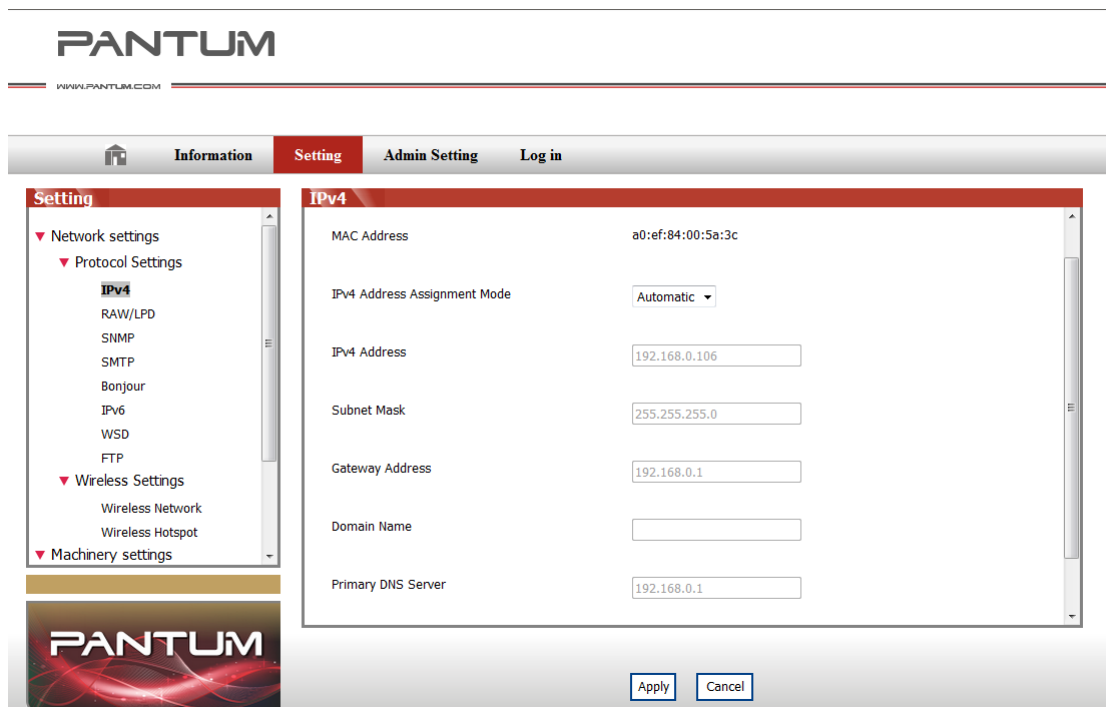 PANTUM
WWW.PANTUM.COM
Information Setting Admin Setting Log in
Setting
Network settings
Protocol Settings
IPv4
RAW/LPD
SNMP
SMTP
Bonjour
IPv6
WSD
FTP
Wireless Settings
Wireless Network
Wireless Hotspot
Machinery settings
PANTUM
IPv4
MAC Address a0:ef:84:00:5a:3c
IPv4 Address Assignment Mode Automatic
IPv4 Address 192.168.0.106
Subnet Mask 255.255.255.0
Gateway Address 192.168.0.1
Domain Name
Primary DNS Server 192.168.0.1
Apply Cancel